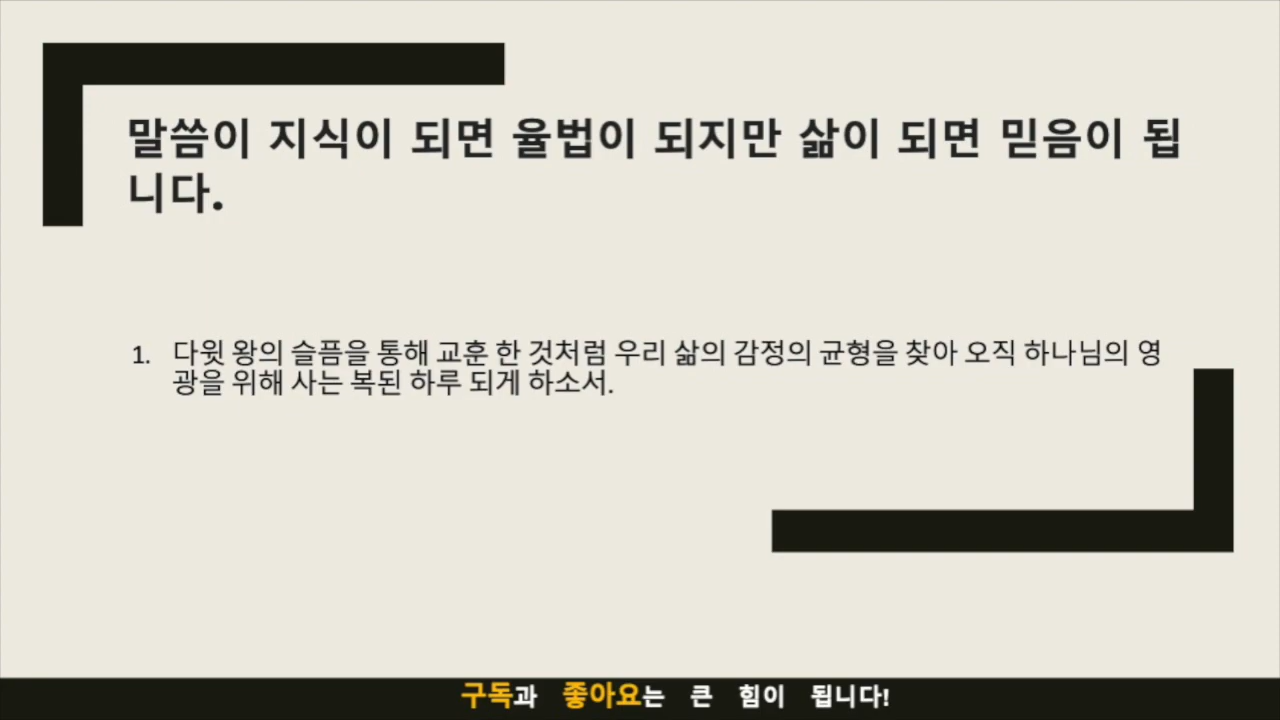 말씀이 지식이 되면 율법이 되지만 삶이 되면 믿음이 됩
니다.
1. 다윗 왕의 슬픔을 통해 교훈 한 것처럼 우리 삶의 감정의 균형을 찾아 오직 하나님의 영
광을 위해 사는 복된 하루 되게 하소서.
구독과 좋아요는 큰 힘이 됩니다!